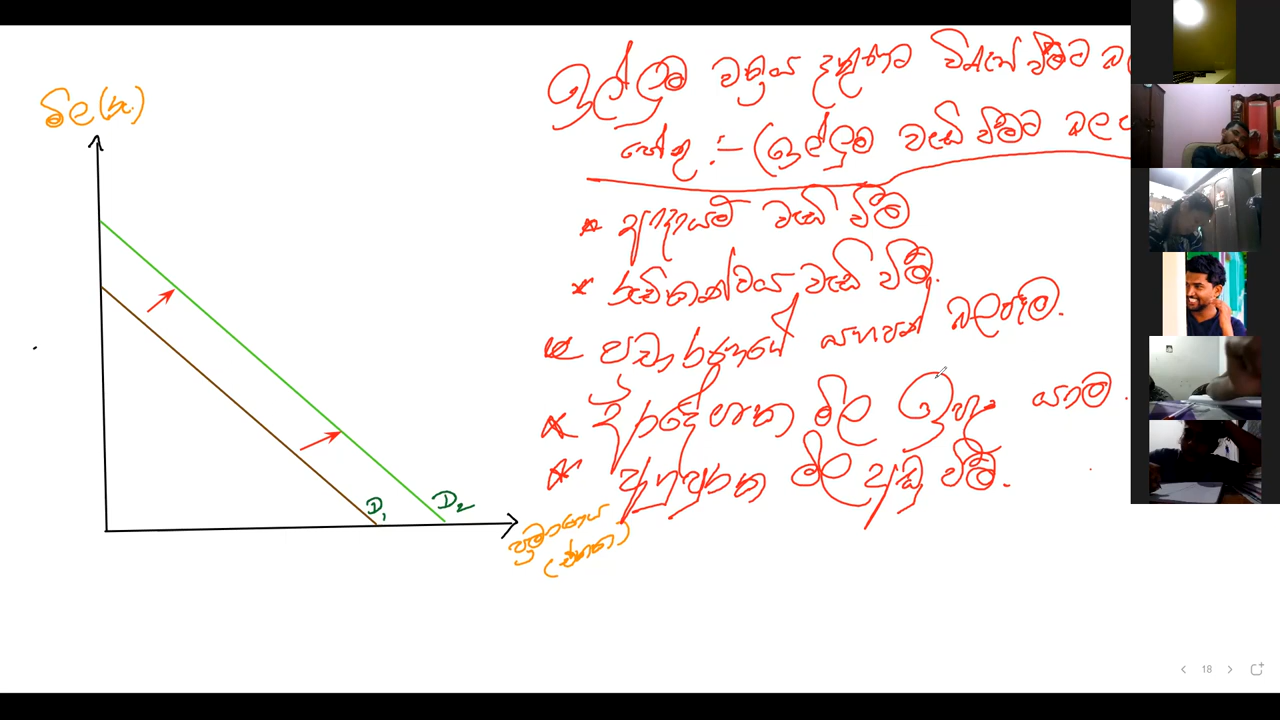 මිල (රු.)
ඉල්ලුම් වක්‍රය දකුණට විතැන් වීමට බල
හේතු :- (ඉල්ලුම වැඩි වීමට බල
* ආදායම් වැඩි වීම
* රුචිකත්වය වැඩි වීම.
* ප්‍රචාරණයේ සාධනීය බලපෑම.
* ආදේශක මිල ඉහළ යාම.
* අනුපූරක මිල අඩු වීම.
D1
D2
ප්‍රමාණය
(ඒකක)
18